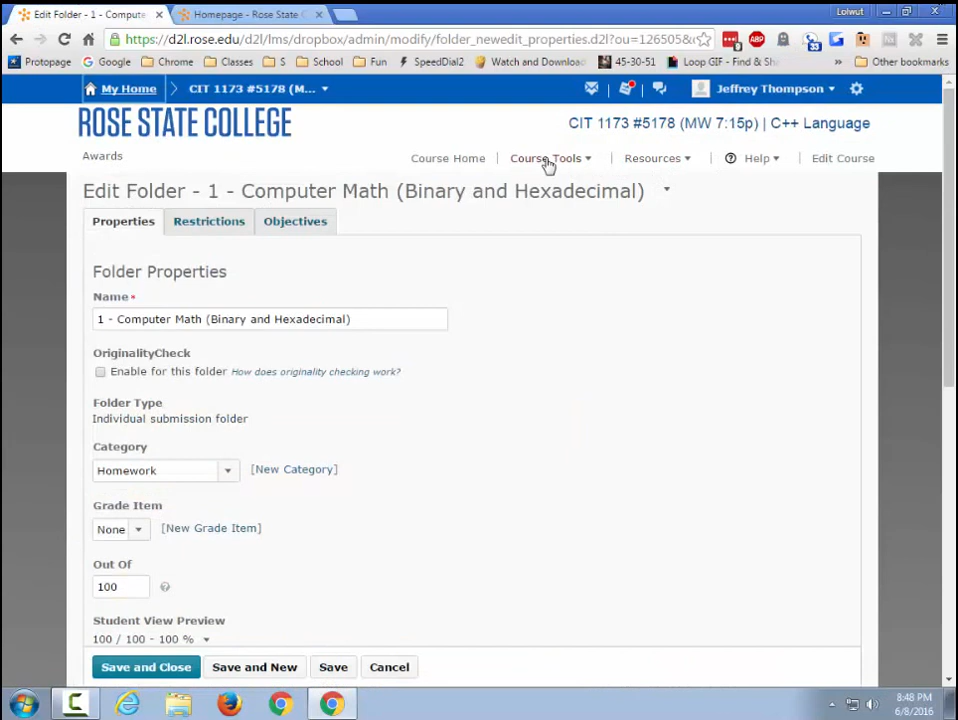 Edit Folder - 1 - Compute
Homepage - Rose State C
Lolwut
https://d2l.rose.edu/d2l/lms/dropbox/admin/modify/folder_newedit_properties.d2l?ou=126505&
9
ABP
33
Protopage
Google
Chrome
Classes
S
School
Fun
SpeedDial2
Watch and Download
45-30-51
Loop GIF - Find & Sh
»
Other bookmarks
My Home
CIT 1173 #5178 (M...
Jeffrey Thompson
ROSE STATE COLLEGE
CIT 1173 #5178 (MW 7:15p) | C++ Language
Awards
Course Home
Course Tools
Resources
Help
Edit Course
Edit Folder - 1 - Computer Math (Binary and Hexadecimal)
Properties
Restrictions
Objectives
Folder Properties
Name*
1 - Computer Math (Binary and Hexadecimal)
OriginalityCheck
Enable for this folder How does originality checking work?
Folder Type
Individual submission folder
Category
Homework
[New Category]
Grade Item
None
[New Grade Item]
Out Of
100
Student View Preview
100 / 100 - 100 %
Save and Close
Save and New
Save
Cancel
8:48 PM
6/8/2016